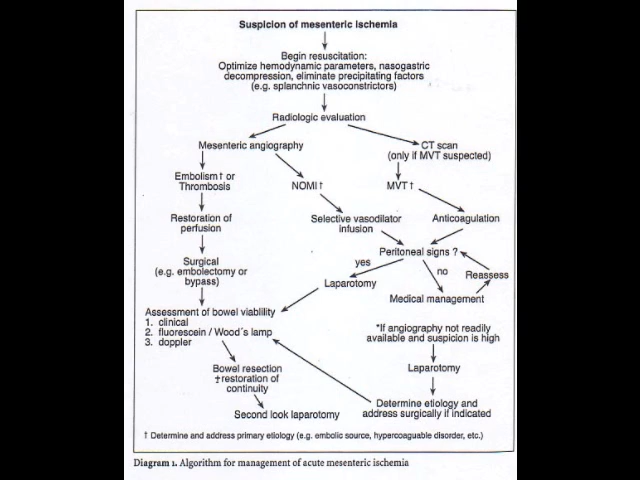 Suspicion of mesenteric ischemia
Begin resuscitation:
Optimize hemodynamic parameters, nasogastric
decompression, eliminate precipitating factors
(e.g. splanchnic vasoconstrictors)
Radiologic evaluation
Mesenteric angiography
CT scan
(only if MVT suspected)
Embolism† or
Thrombosis
NOMI†
MVT†
Restoration of
perfusion
Selective vasodilator
infusion
Anticoagulation
Surgical
(e.g. embolectomy or
bypass)
Peritoneal signs ?
yes
no
Reassess
Laparotomy
Medical management
Assessment of bowel viablility
1. clinical
2. fluorescein / Wood´s lamp
3. doppler
*If angiography not readily
available and suspicion is high
Laparotomy
Bowel resection
±restoration of
continuity
Determine etiology and
address surgically if indicated
Second look laparotomy
† Determine and address primary etiology (e.g. embolic source, hypercoaguable disorder, etc.)
Diagram 1. Algorithm for management of acute mesenteric ischemia